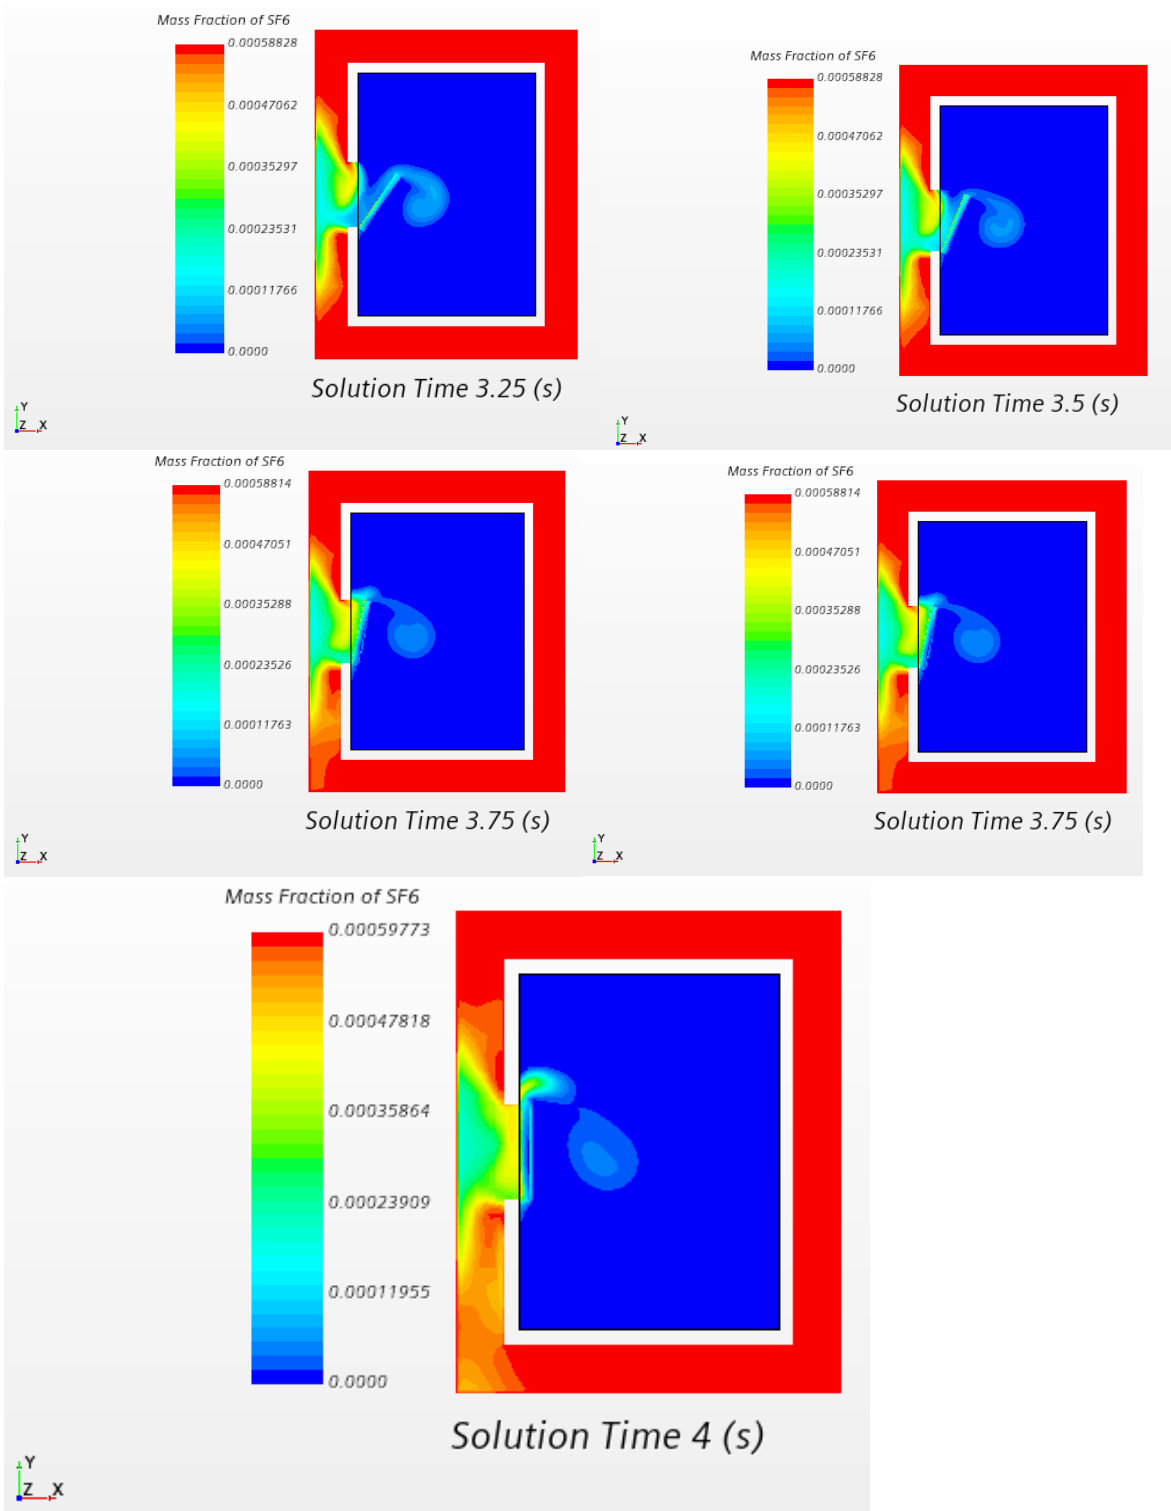 Mass Fraction of SF6
0.00058828
0.00047062
0.00035297
0.00023531
0.00011766
0.0000
Solution Time 3.25 (s)
Y
Z X
Mass Fraction of SF6
0.00058828
0.00047062
0.00035297
0.00023531
0.00011766
0.0000
Solution Time 3.5 (s)
Y
Z X
Mass Fraction of SF6
0.00058814
0.00047051
0.00035288
0.00023526
0.00011763
0.0000
Solution Time 3.75 (s)
Y
Z X
Mass Fraction of SF6
0.00058814
0.00047051
0.00035288
0.00023526
0.00011763
0.0000
Solution Time 3.75 (s)
Y
Z X
Mass Fraction of SF6
0.00059773
0.00047818
0.00035864
0.00023909
0.00011955
0.0000
Solution Time 4 (s)
Y
Z X